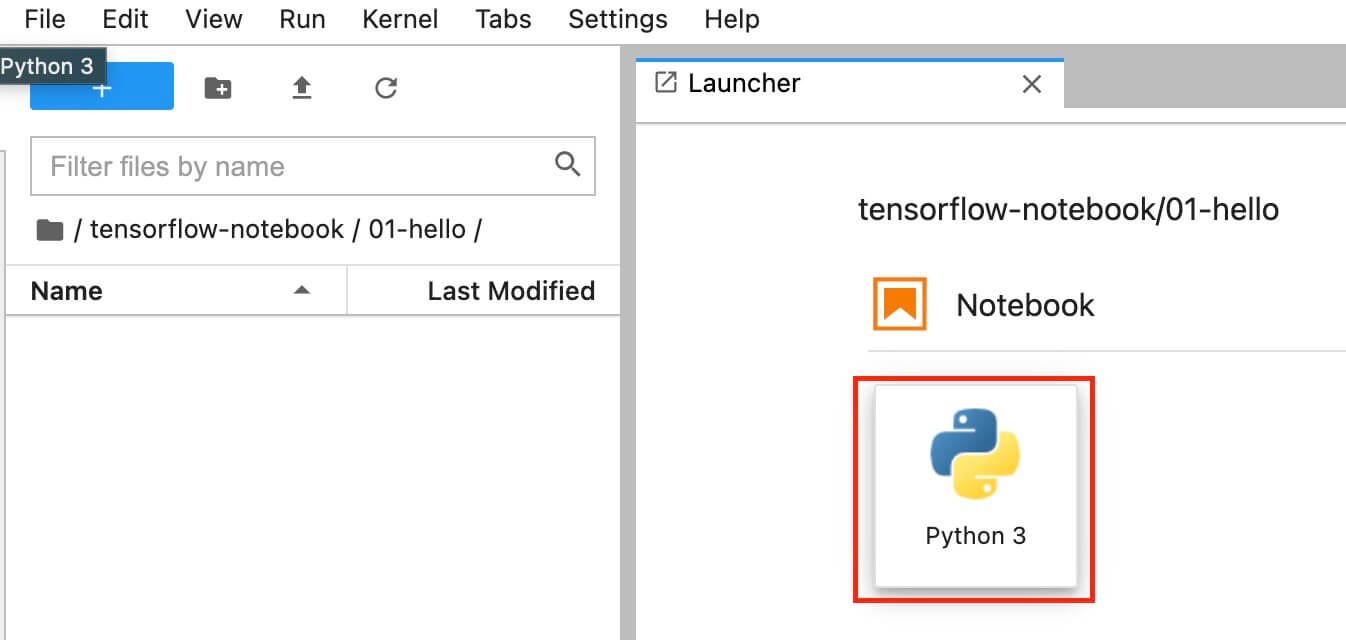 File Edit View Run Kernel Tabs Settings Help
Python 3
+
Launcher
Filter files by name
/ tensorflow-notebook / 01-hello /
Name Last Modified
tensorflow-notebook/01-hello
Notebook
Python 3